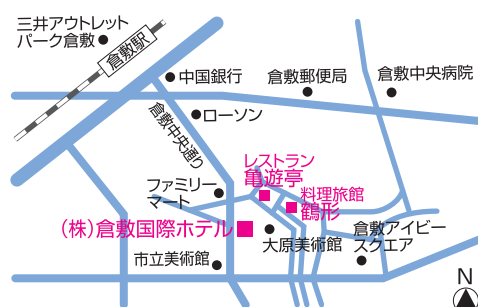 三井アウトレット
パーク倉敷
倉敷駅
中国銀行
倉敷郵便局
倉敷中央病院
ローソン
倉敷中央通り
レストラン
亀遊亭
ファミリー
マート
料理旅館
鶴形
(株)倉敷国際ホテル
大原美術館
倉敷アイビー
スクエア
市立美術館
N